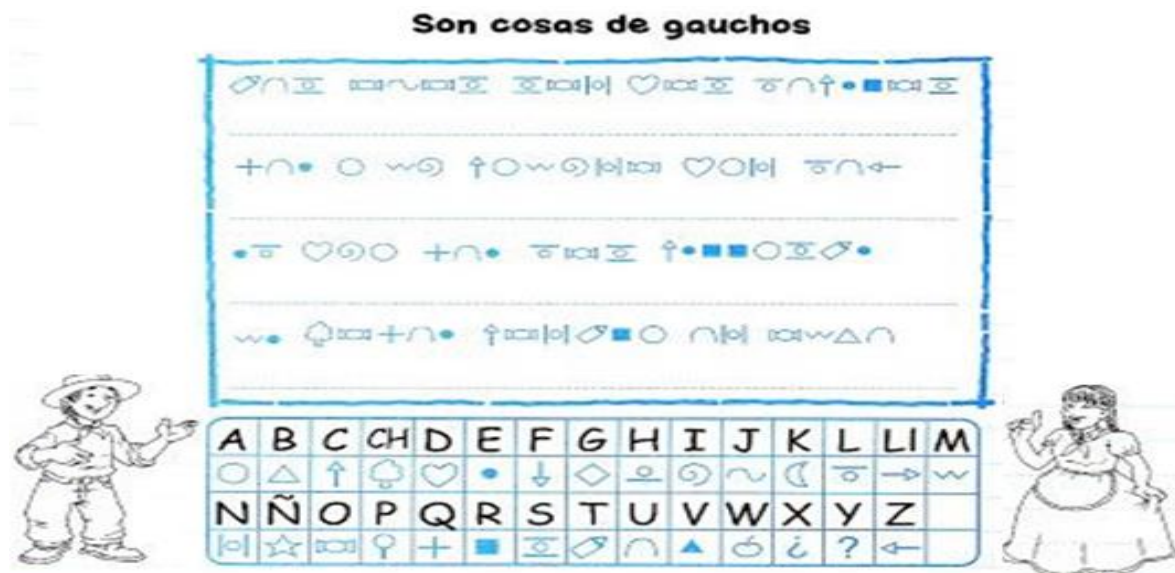 Son cosas de gauchos
A B C CH D E F G H I J K L Ll M
N Ñ O P Q R S T U V W X Y Z
¿ ?